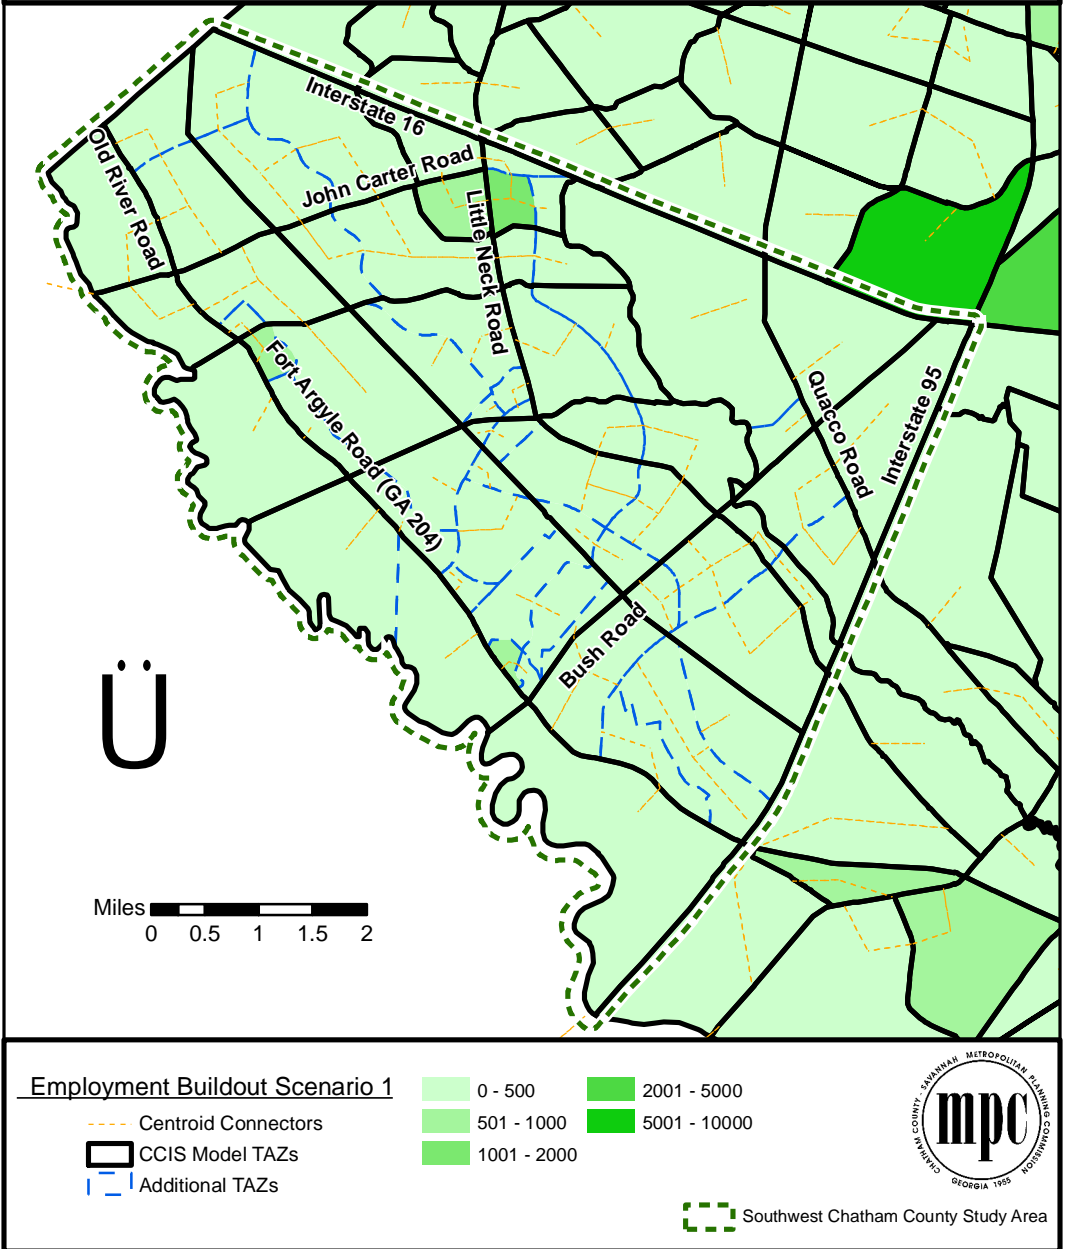 Interstate 16
Old River Road
John Carter Road
Little Neck Road
Fort Argyle Road (GA 204)
Quacco Road
Interstate 95
Bush Road
Ü
Miles
0 0.5 1 1.5 2
Employment Buildout Scenario 1
Centroid Connectors
CCIS Model TAZs
Additional TAZs
0 - 500
501 - 1000
1001 - 2000
2001 - 5000
5001 - 10000
Southwest Chatham County Study Area
CHATHAM COUNTY - SAVANNAH METROPOLITAN PLANNING COMMISSION
mpc
GEORGIA 1955